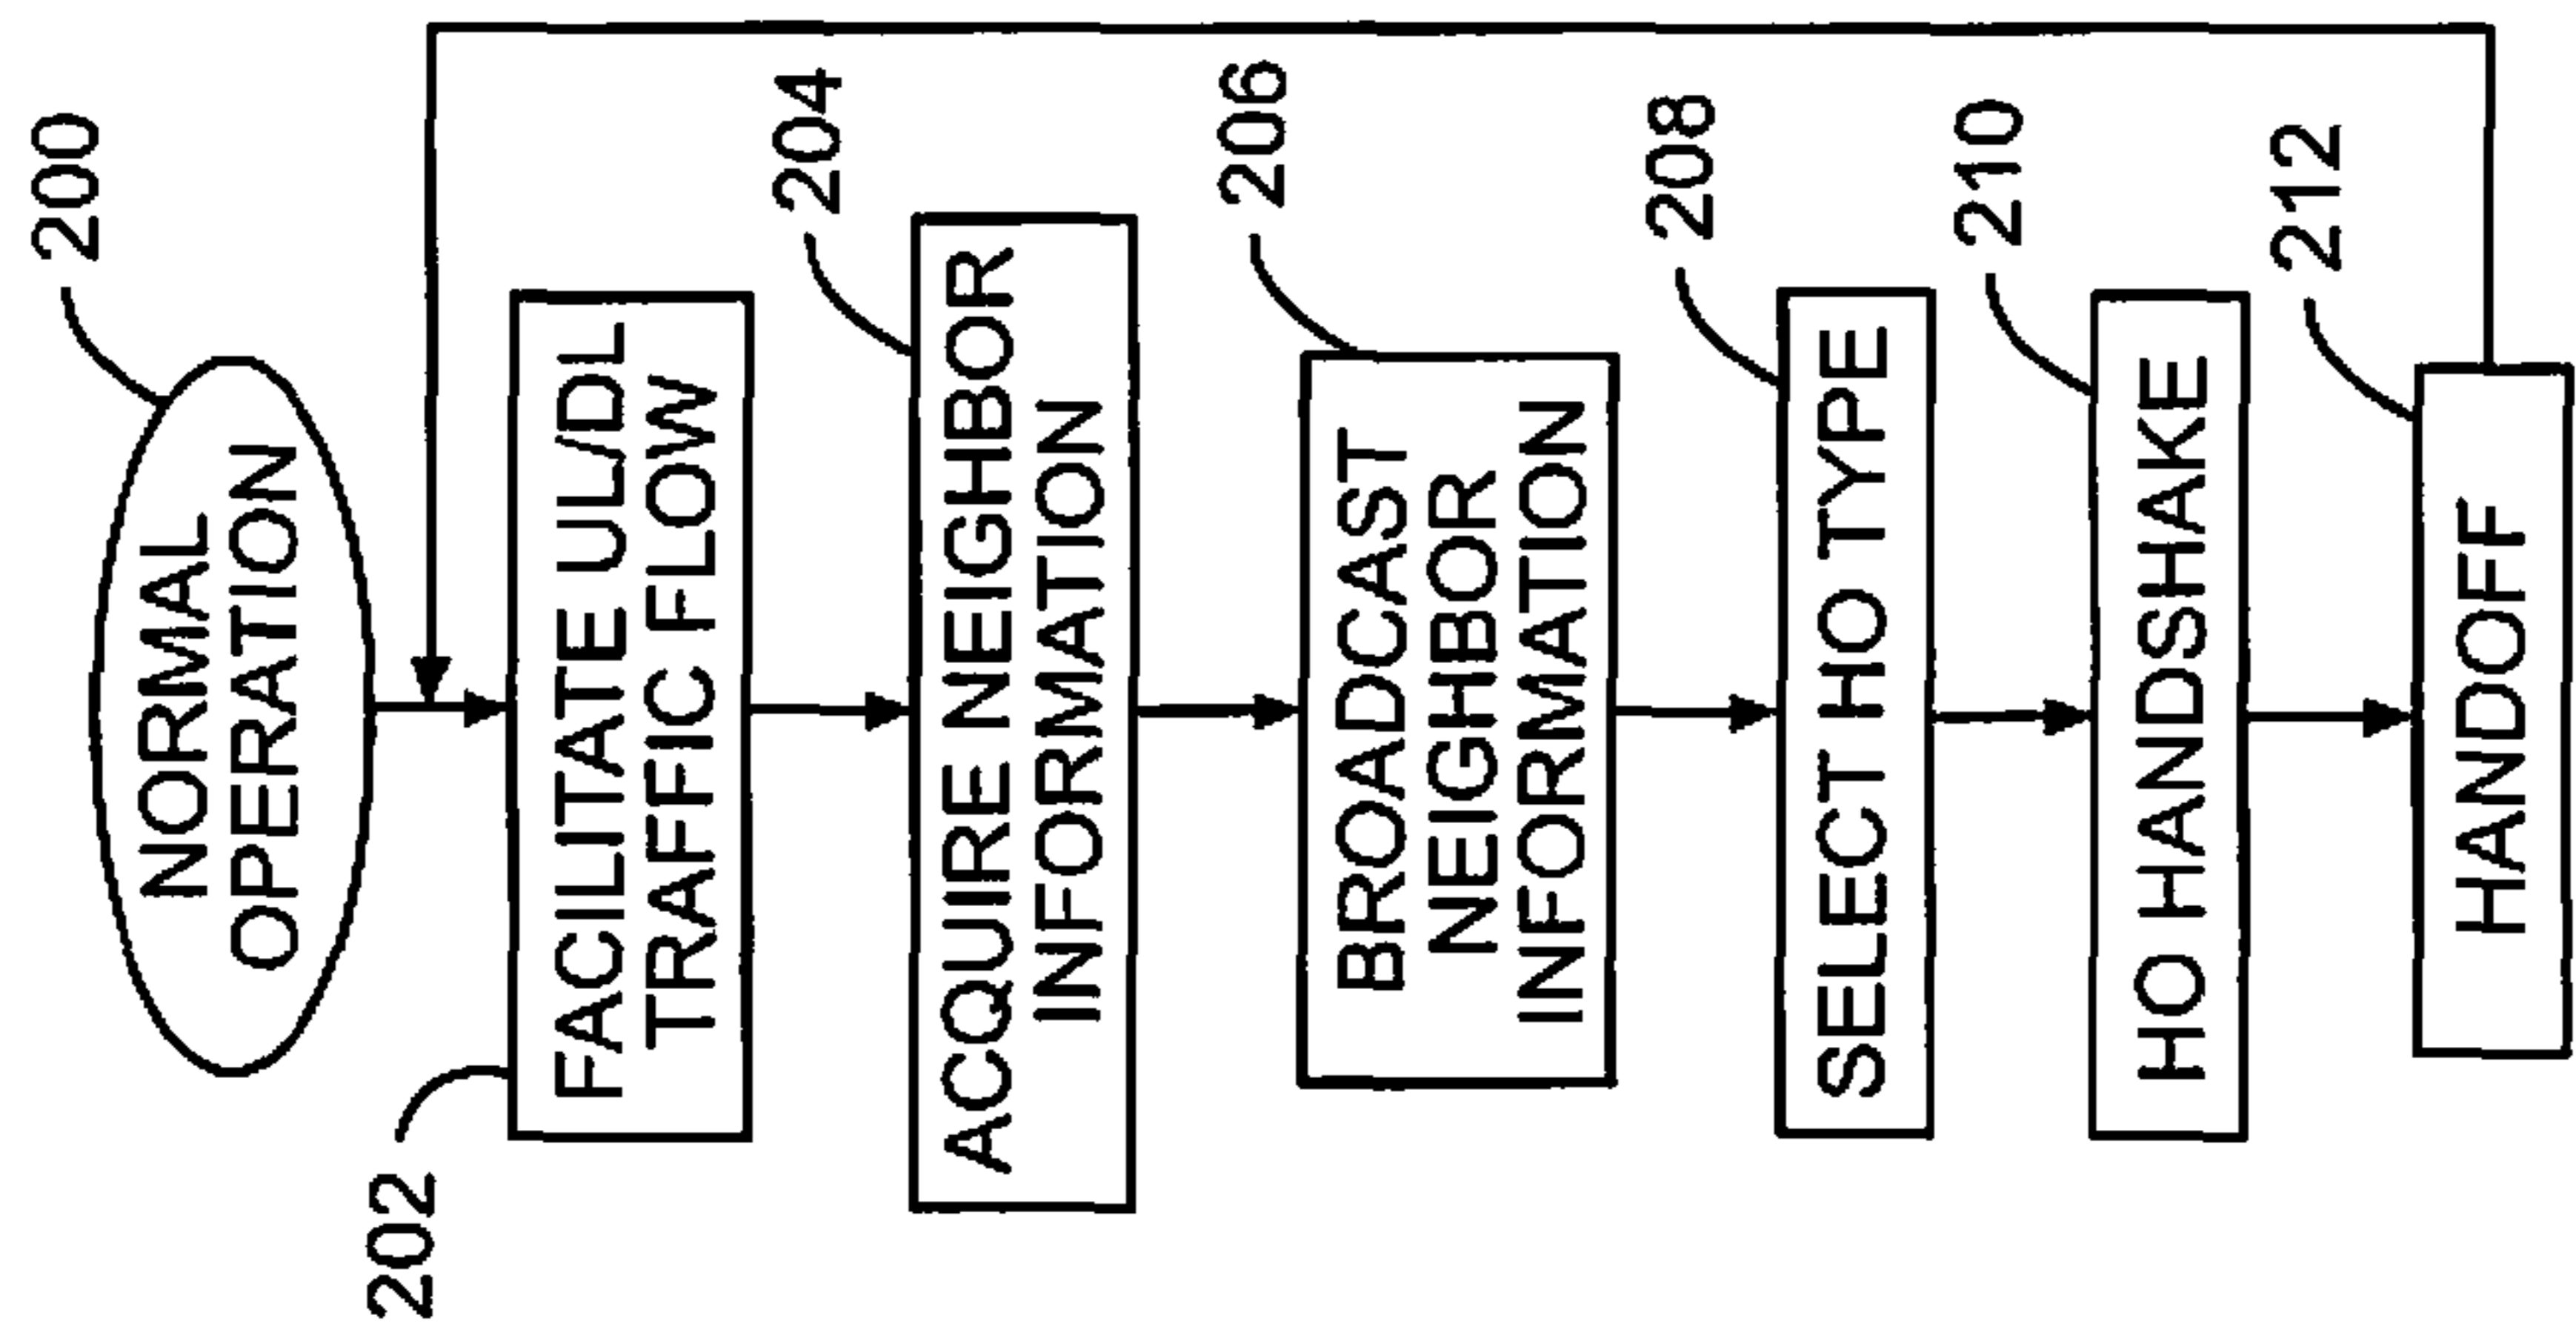 200
NORMAL
OPERATION
202
FACILITATE UL/DL
TRAFFIC FLOW
204
ACQUIRE NEIGHBOR
INFORMATION
206
BROADCAST
NEIGHBOR
INFORMATION
208
SELECT HO TYPE
210
HO HANDSHAKE
212
HANDOFF